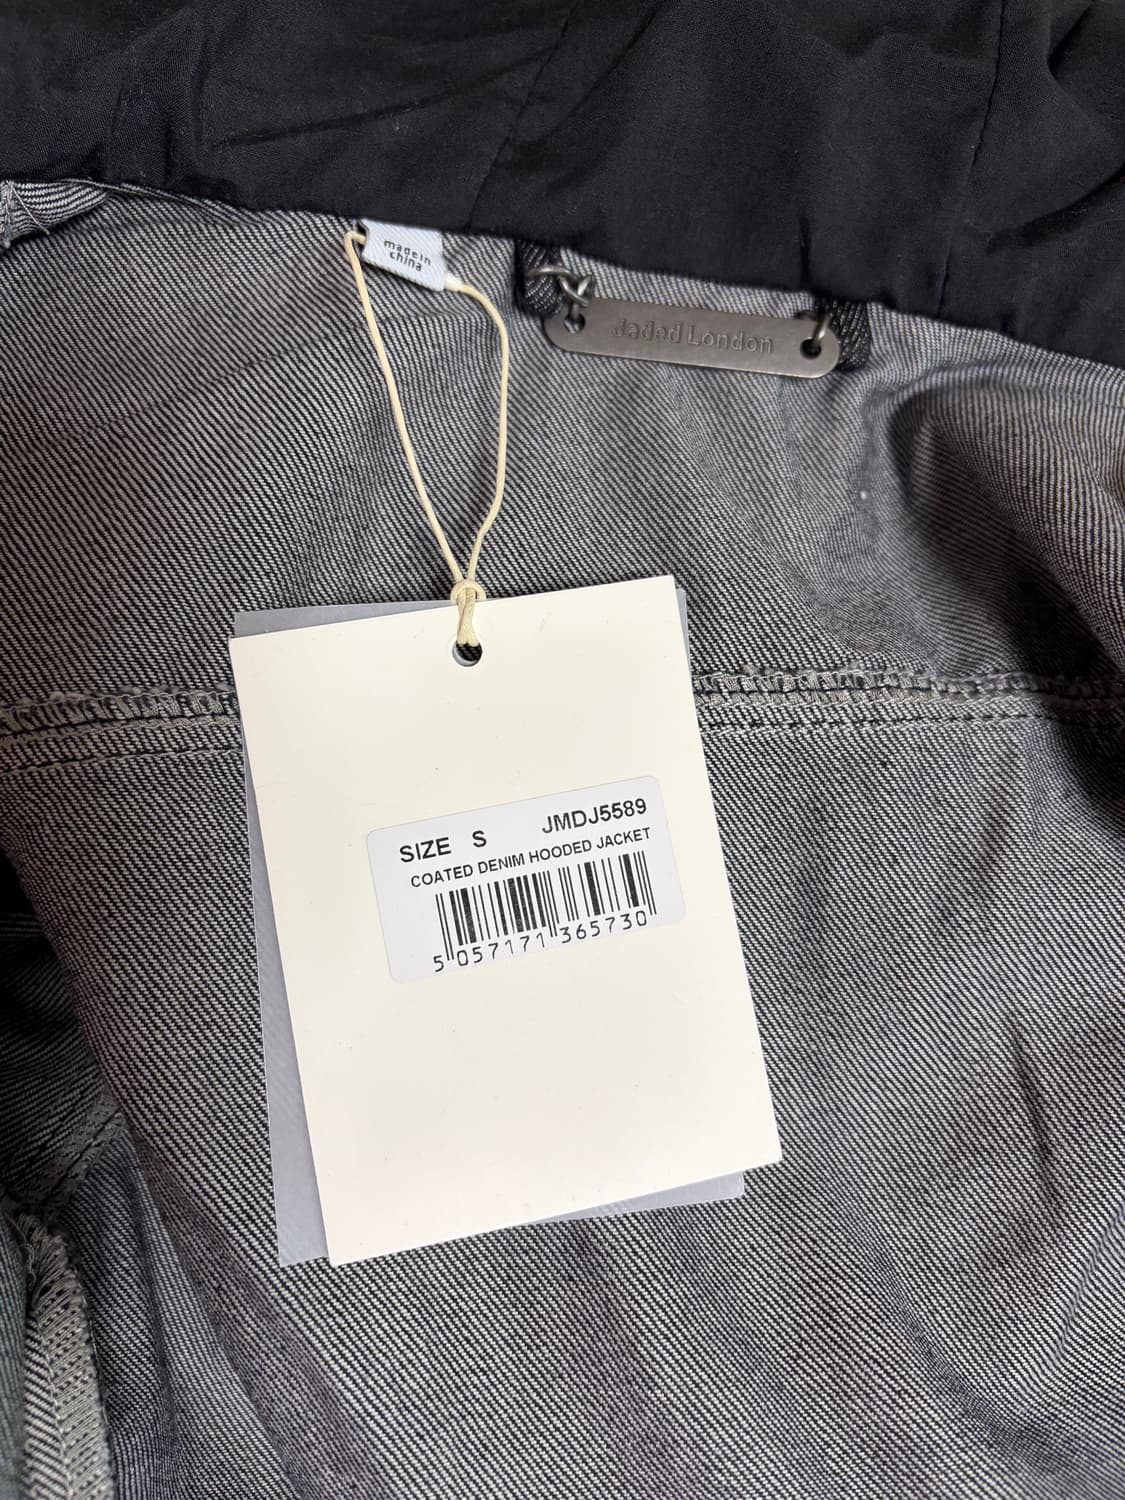 made in
china
Jaded London
SIZE S JMDJ5589
COATED DENIM HOODED JACKET
5 057171 365730